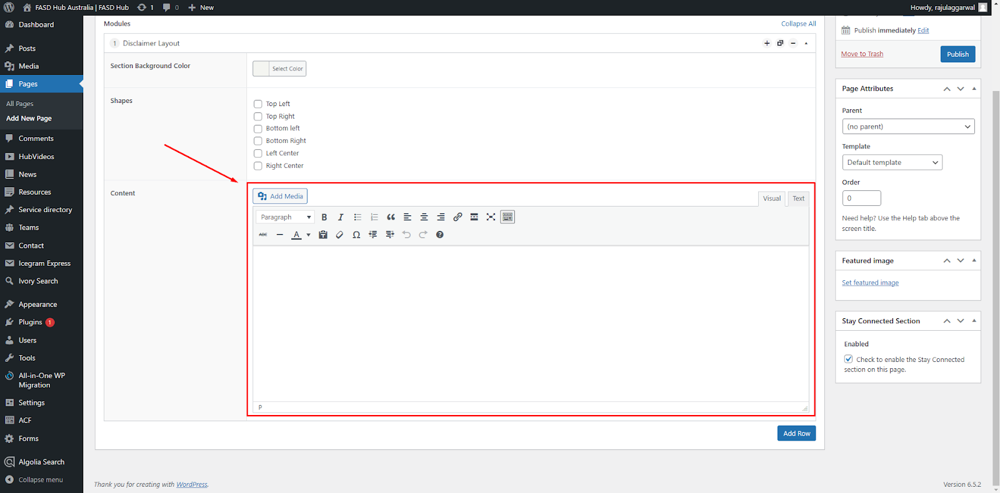 FASD Hub Australia | FASD Hub 1 0 New
Howdy, rajulaggarwal
Dashboard
Posts
Media
Pages
All Pages
Add New Page
Comments
HubVideos
News
Resources
Service directory
Teams
Contact
Icegram Express
Ivory Search
Appearance
Plugins 1
Users
Tools
All-in-One WP
Migration
Settings
ACF
Forms
Algolia Search
Collapse menu
Modules
Collapse All
1 Disclaimer Layout
Section Background Color
Select Color
Shapes
Top Left
Top Right
Bottom left
Bottom Right
Left Center
Right Center
Content
Add Media
Visual Text
Paragraph B I
ABC A Ω
P
Add Row
Publish immediately Edit
Move to Trash
Publish
Page Attributes
Parent
(no parent)
Template
Default template
Order
0
Need help? Use the Help tab above the
screen title.
Featured image
Set featured image
Stay Connected Section
Enabled
Check to enable the Stay Connected
section on this page.
Thank you for creating with WordPress.
Version 6.5.2